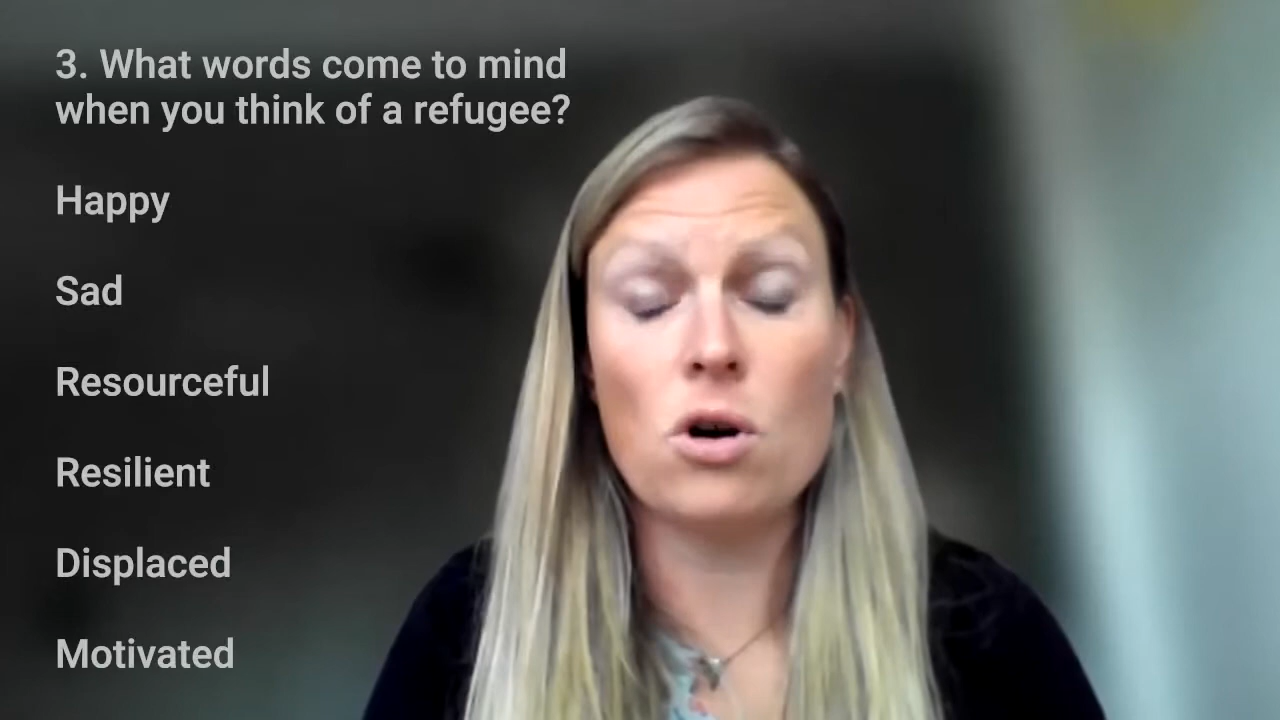 3. What words come to mind
when you think of a refugee?
Happy
Sad
Resourceful
Resilient
Displaced
Motivated